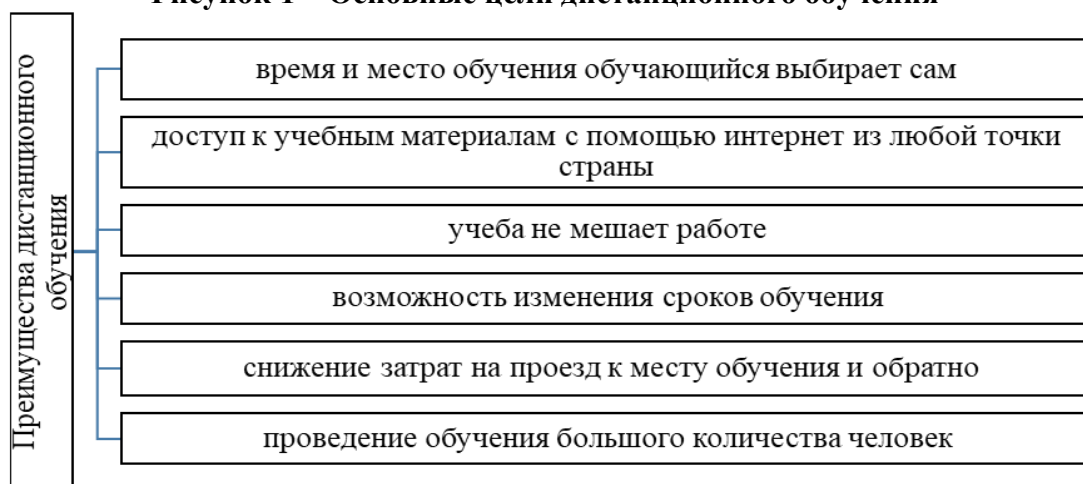 Рисунок 1 – Основные цели дистанционного обучения
Преимущества дистанционного
обучения
время и место обучения обучающийся выбирает сам
доступ к учебным материалам с помощью интернет из любой точки
страны
учеба не мешает работе
возможность изменения сроков обучения
снижение затрат на проезд к месту обучения и обратно
проведение обучения большого количества человек